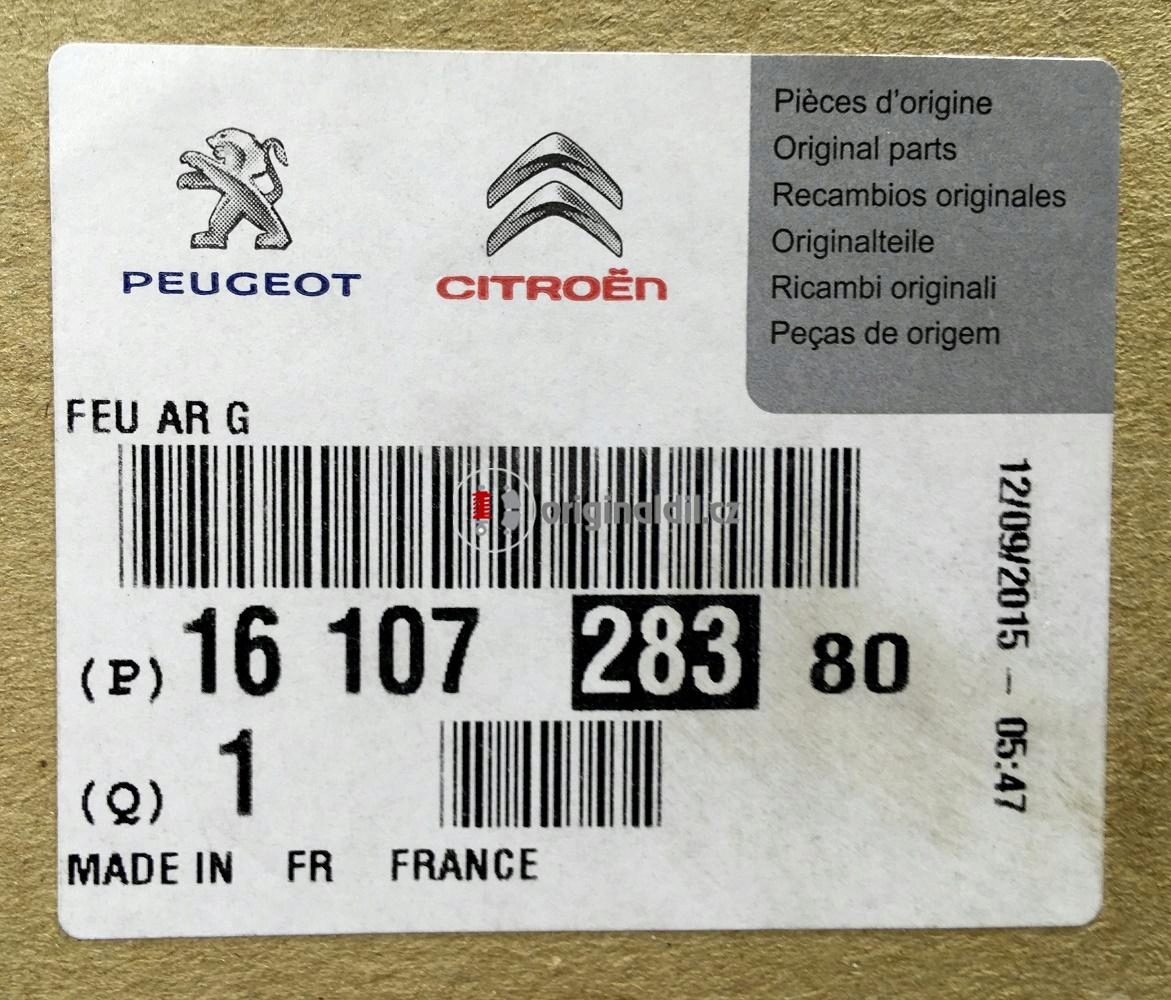 PEUGEOT
CITROËN
Pièces d'origine
Original parts
Recambios originales
Originalteile
Ricambi originali
Peças de origem
FEU AR G
originaldil.cz
(P) 16 107 283 80
(Q) 1
MADE IN FR FRANCE
12/09/2015 - 05:47